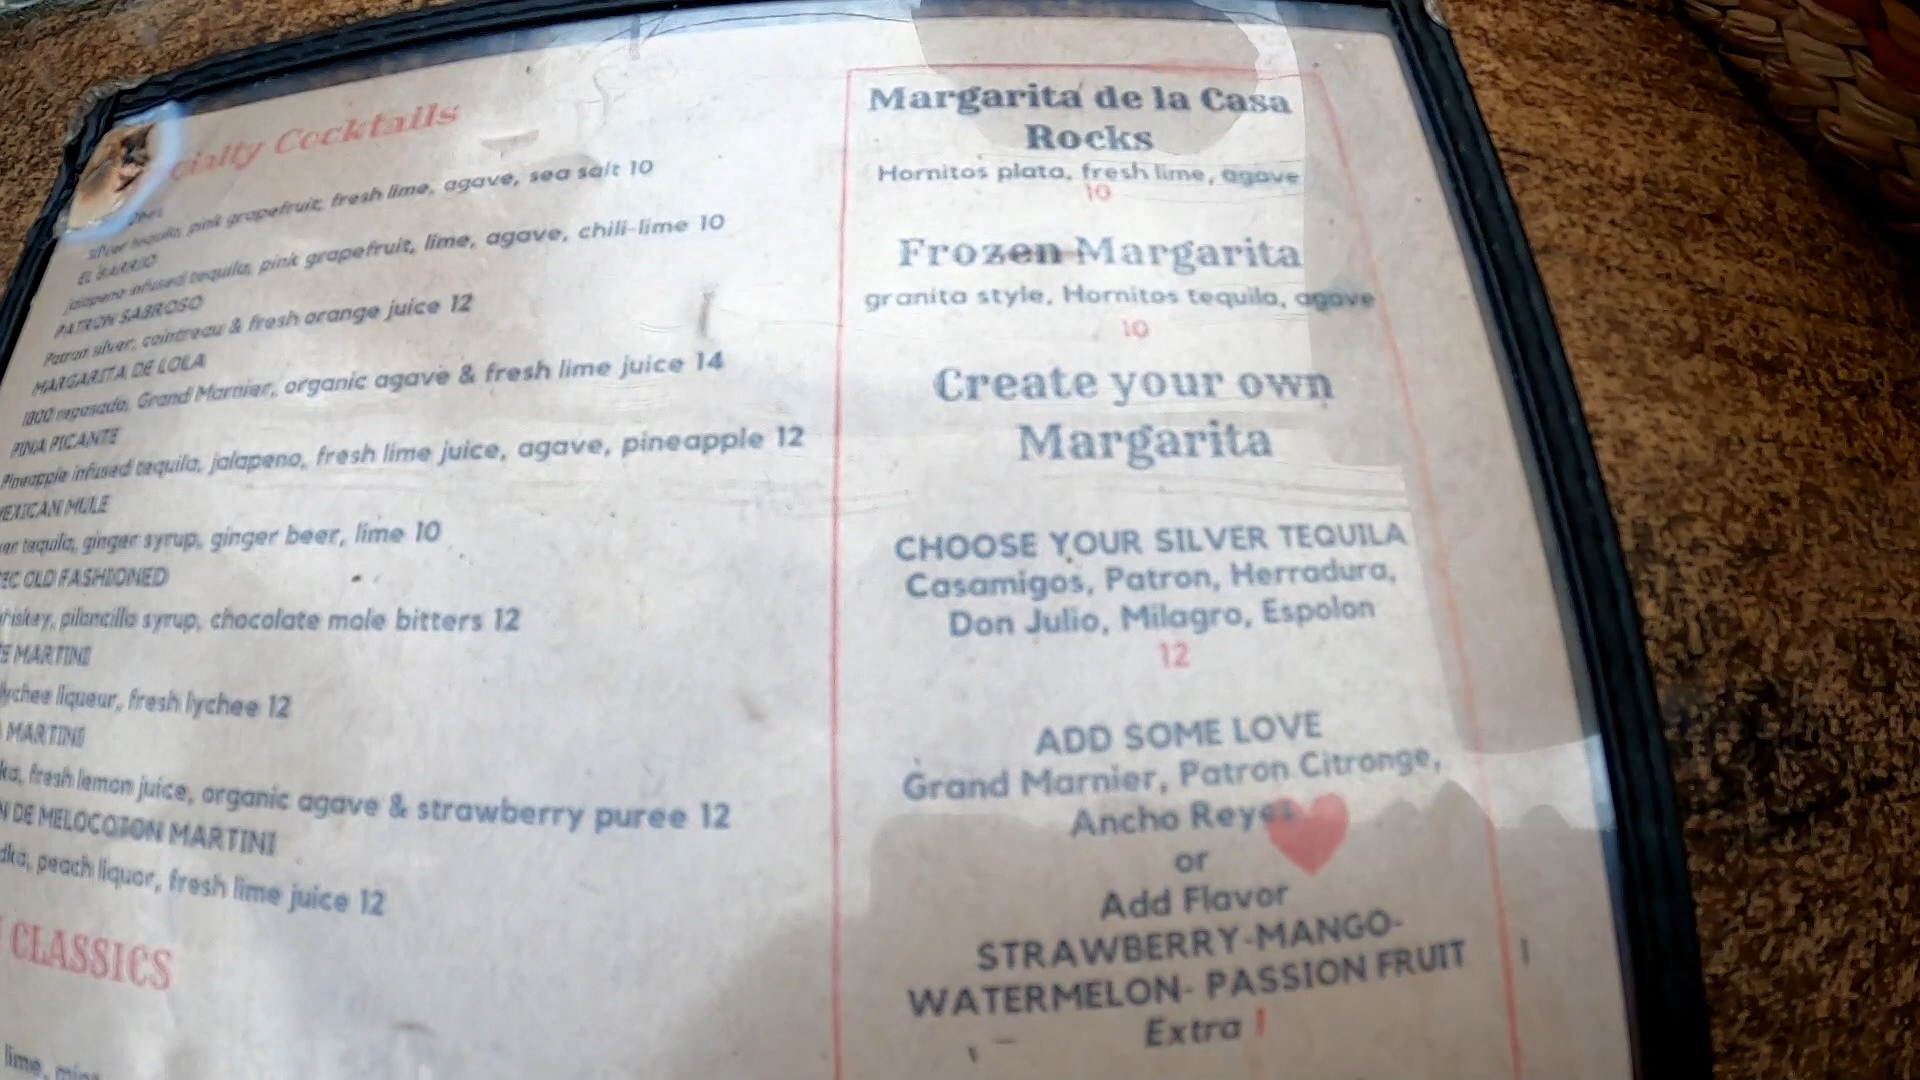 cialty Cocktails
silver tequila, pink grapefruit, fresh lime, agave, sea salt 10
EL BARRIO
jalapeno infused tequila, pink grapefruit, lime, agave, chili-lime 10
PATRON SABROSO
Patron silver, cointreau & fresh orange juice 12
MARGARITA DE LOLA
1800 reposado, Grand Marnier, organic agave & fresh lime juice 14
PINA PICANTE
Pineapple infused tequila, jalapeno, fresh lime juice, agave, pineapple 12
MEXICAN MULE
tequila, ginger syrup, ginger beer, lime 10
OLD FASHIONED
piloncillo syrup, chocolate mole bitters 12
MARTINI
lychee liqueur, fresh lychee 12
MARTINI
fresh lemon juice, organic agave & strawberry puree 12
DE MELOCOTON MARTINI
peach liquor, fresh lime juice 12
CLASSICS
lime,
Margarita de la Casa
Rocks
Hornitos plata, fresh lime, agave
10
Frozen Margarita
granita style, Hornitos tequila, agave
10
Create your own
Margarita
CHOOSE YOUR SILVER TEQUILA
Casamigos, Patron, Herradura,
Don Julio, Milagro, Espolon
12
ADD SOME LOVE
Grand Marnier, Patron Citronge,
Ancho Reyes
or
Add Flavor
STRAWBERRY-MANGO-
WATERMELON- PASSION FRUIT
Extra 1